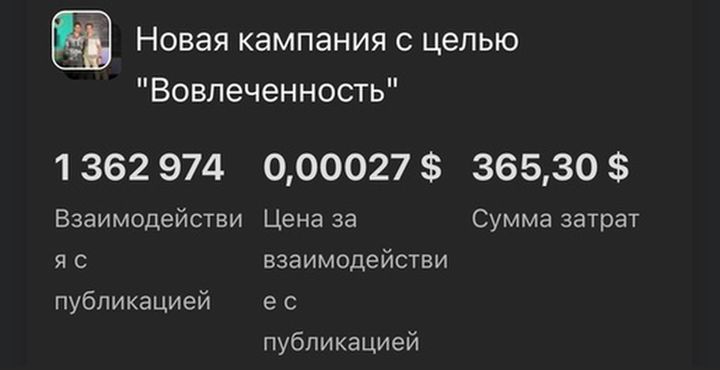 Новая кампания с целью
"Вовлеченность"
1 362 974 0,00027 $ 365,30 $
Взаимодействи Цена за Сумма затрат
я с взаимодействи
публикацией е с
публикацией